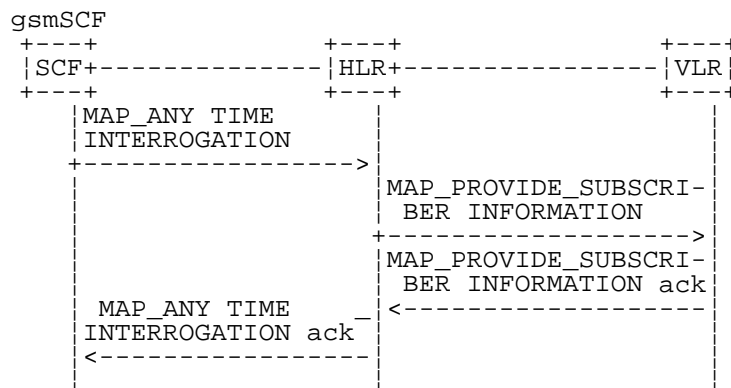 gsmSCF
SCF HLR VLR
MAP_ANY TIME
INTERROGATION
MAP_PROVIDE_SUBSCRI-
BER INFORMATION
MAP_PROVIDE_SUBSCRI-
BER INFORMATION ack
MAP_ANY TIME _
INTERROGATION ack